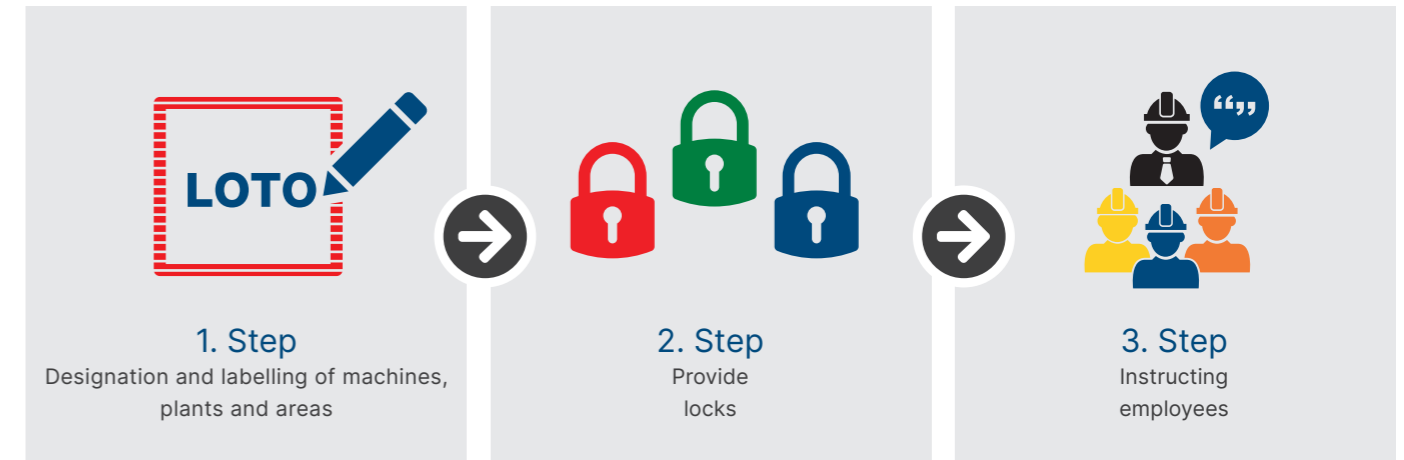 LOTO
1. Step
Designation and labelling of machines,
plants and areas
2. Step
Provide
locks
3. Step
Instructing
employees